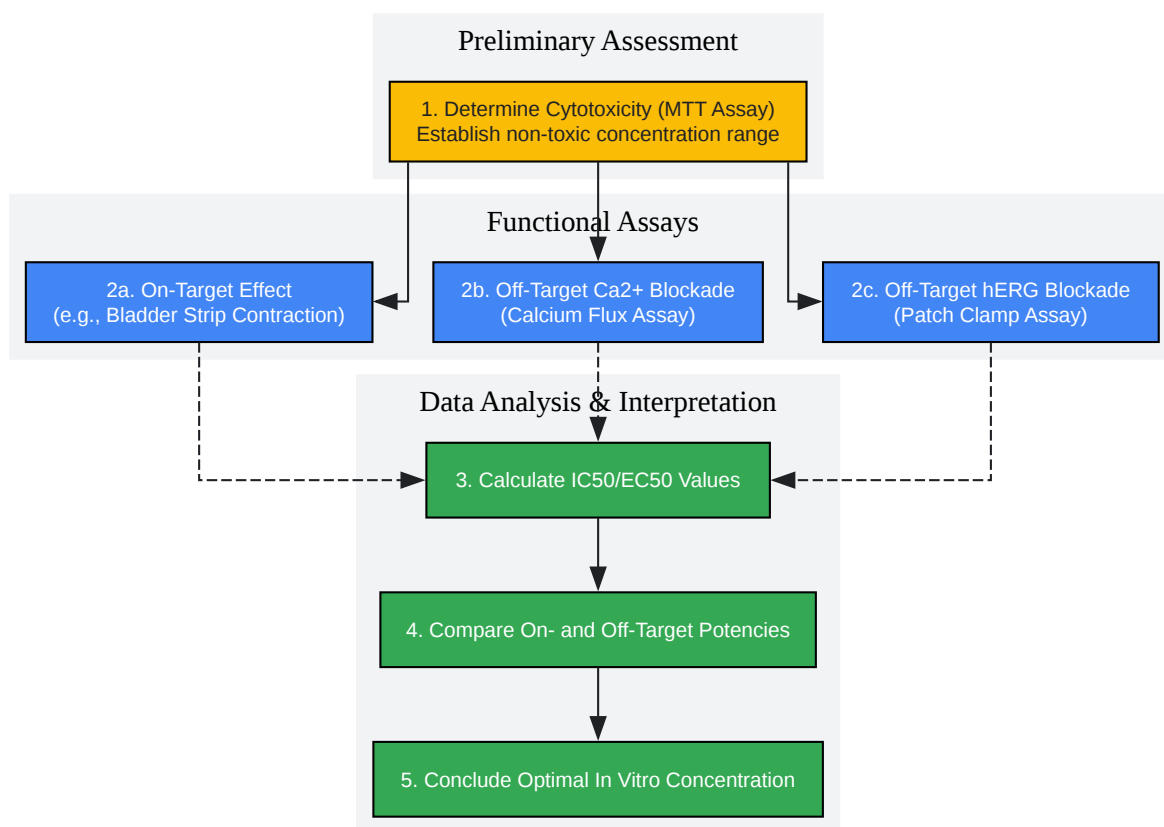 Preliminary Assessment
1. Determine Cytotoxicity (MTT Assay)
Establish non-toxic concentration range
Functional Assays
2a. On-Target Effect
(e.g., Bladder Strip Contraction)
2b. Off-Target Ca2+ Blockade
(Calcium Flux Assay)
2c. Off-Target hERG Blockade
(Patch Clamp Assay)
Data Analysis & Interpretation
3. Calculate IC50/EC50 Values
4. Compare On- and Off-Target Potencies
5. Conclude Optimal In Vitro Concentration